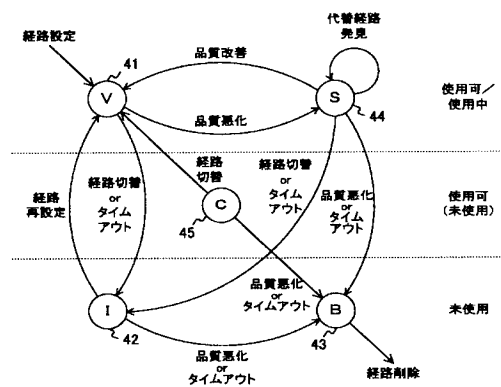 代替経路
発見
経路設定
41
品質改善
V
S
44
使用可/
使用中
品質悪化
経路
再設定
経路切替
or
タイム
アウト
経路
切替
C
45
経路切替
or
タイム
アウト
品質悪化
or
タイム
アウト
使用可
(未使用)
品質悪化
or
タイムアウト
I
42
B
43
未使用
品質悪化
or
タイムアウト
経路削除